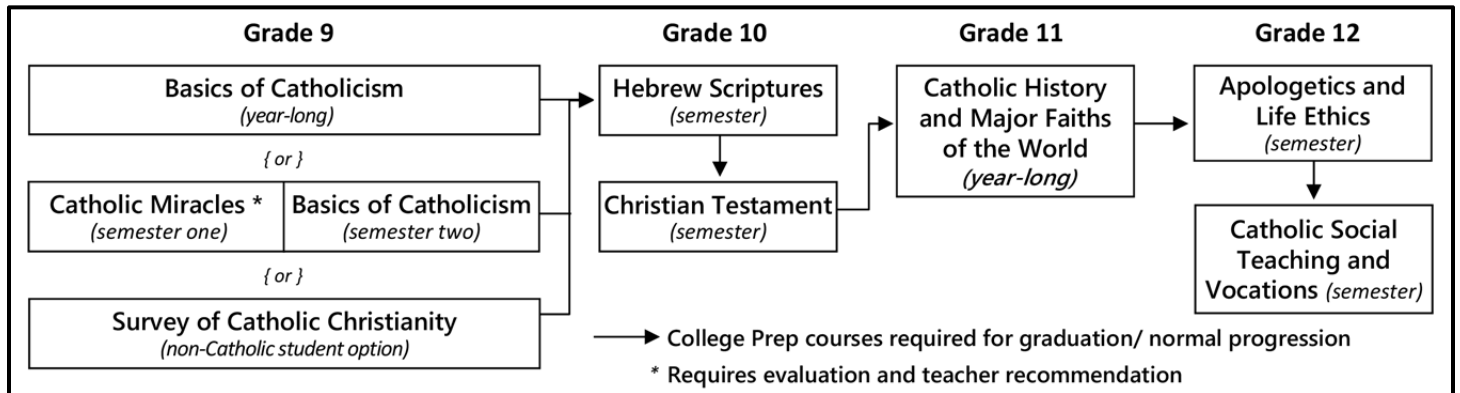 Grade 9
Basics of Catholicism
(year-long)
{ or }
Catholic Miracles *
(semester one)
Basics of Catholicism
(semester two)
{ or }
Survey of Catholic Christianity
(non-Catholic student option)
Grade 10
Hebrew Scriptures
(semester)
Christian Testament
(semester)
Grade 11
Catholic History
and Major Faiths
of the World
(year-long)
Grade 12
Apologetics and
Life Ethics
(semester)
Catholic Social
Teaching and
Vocations (semester)
College Prep courses required for graduation/ normal progression
* Requires evaluation and teacher recommendation